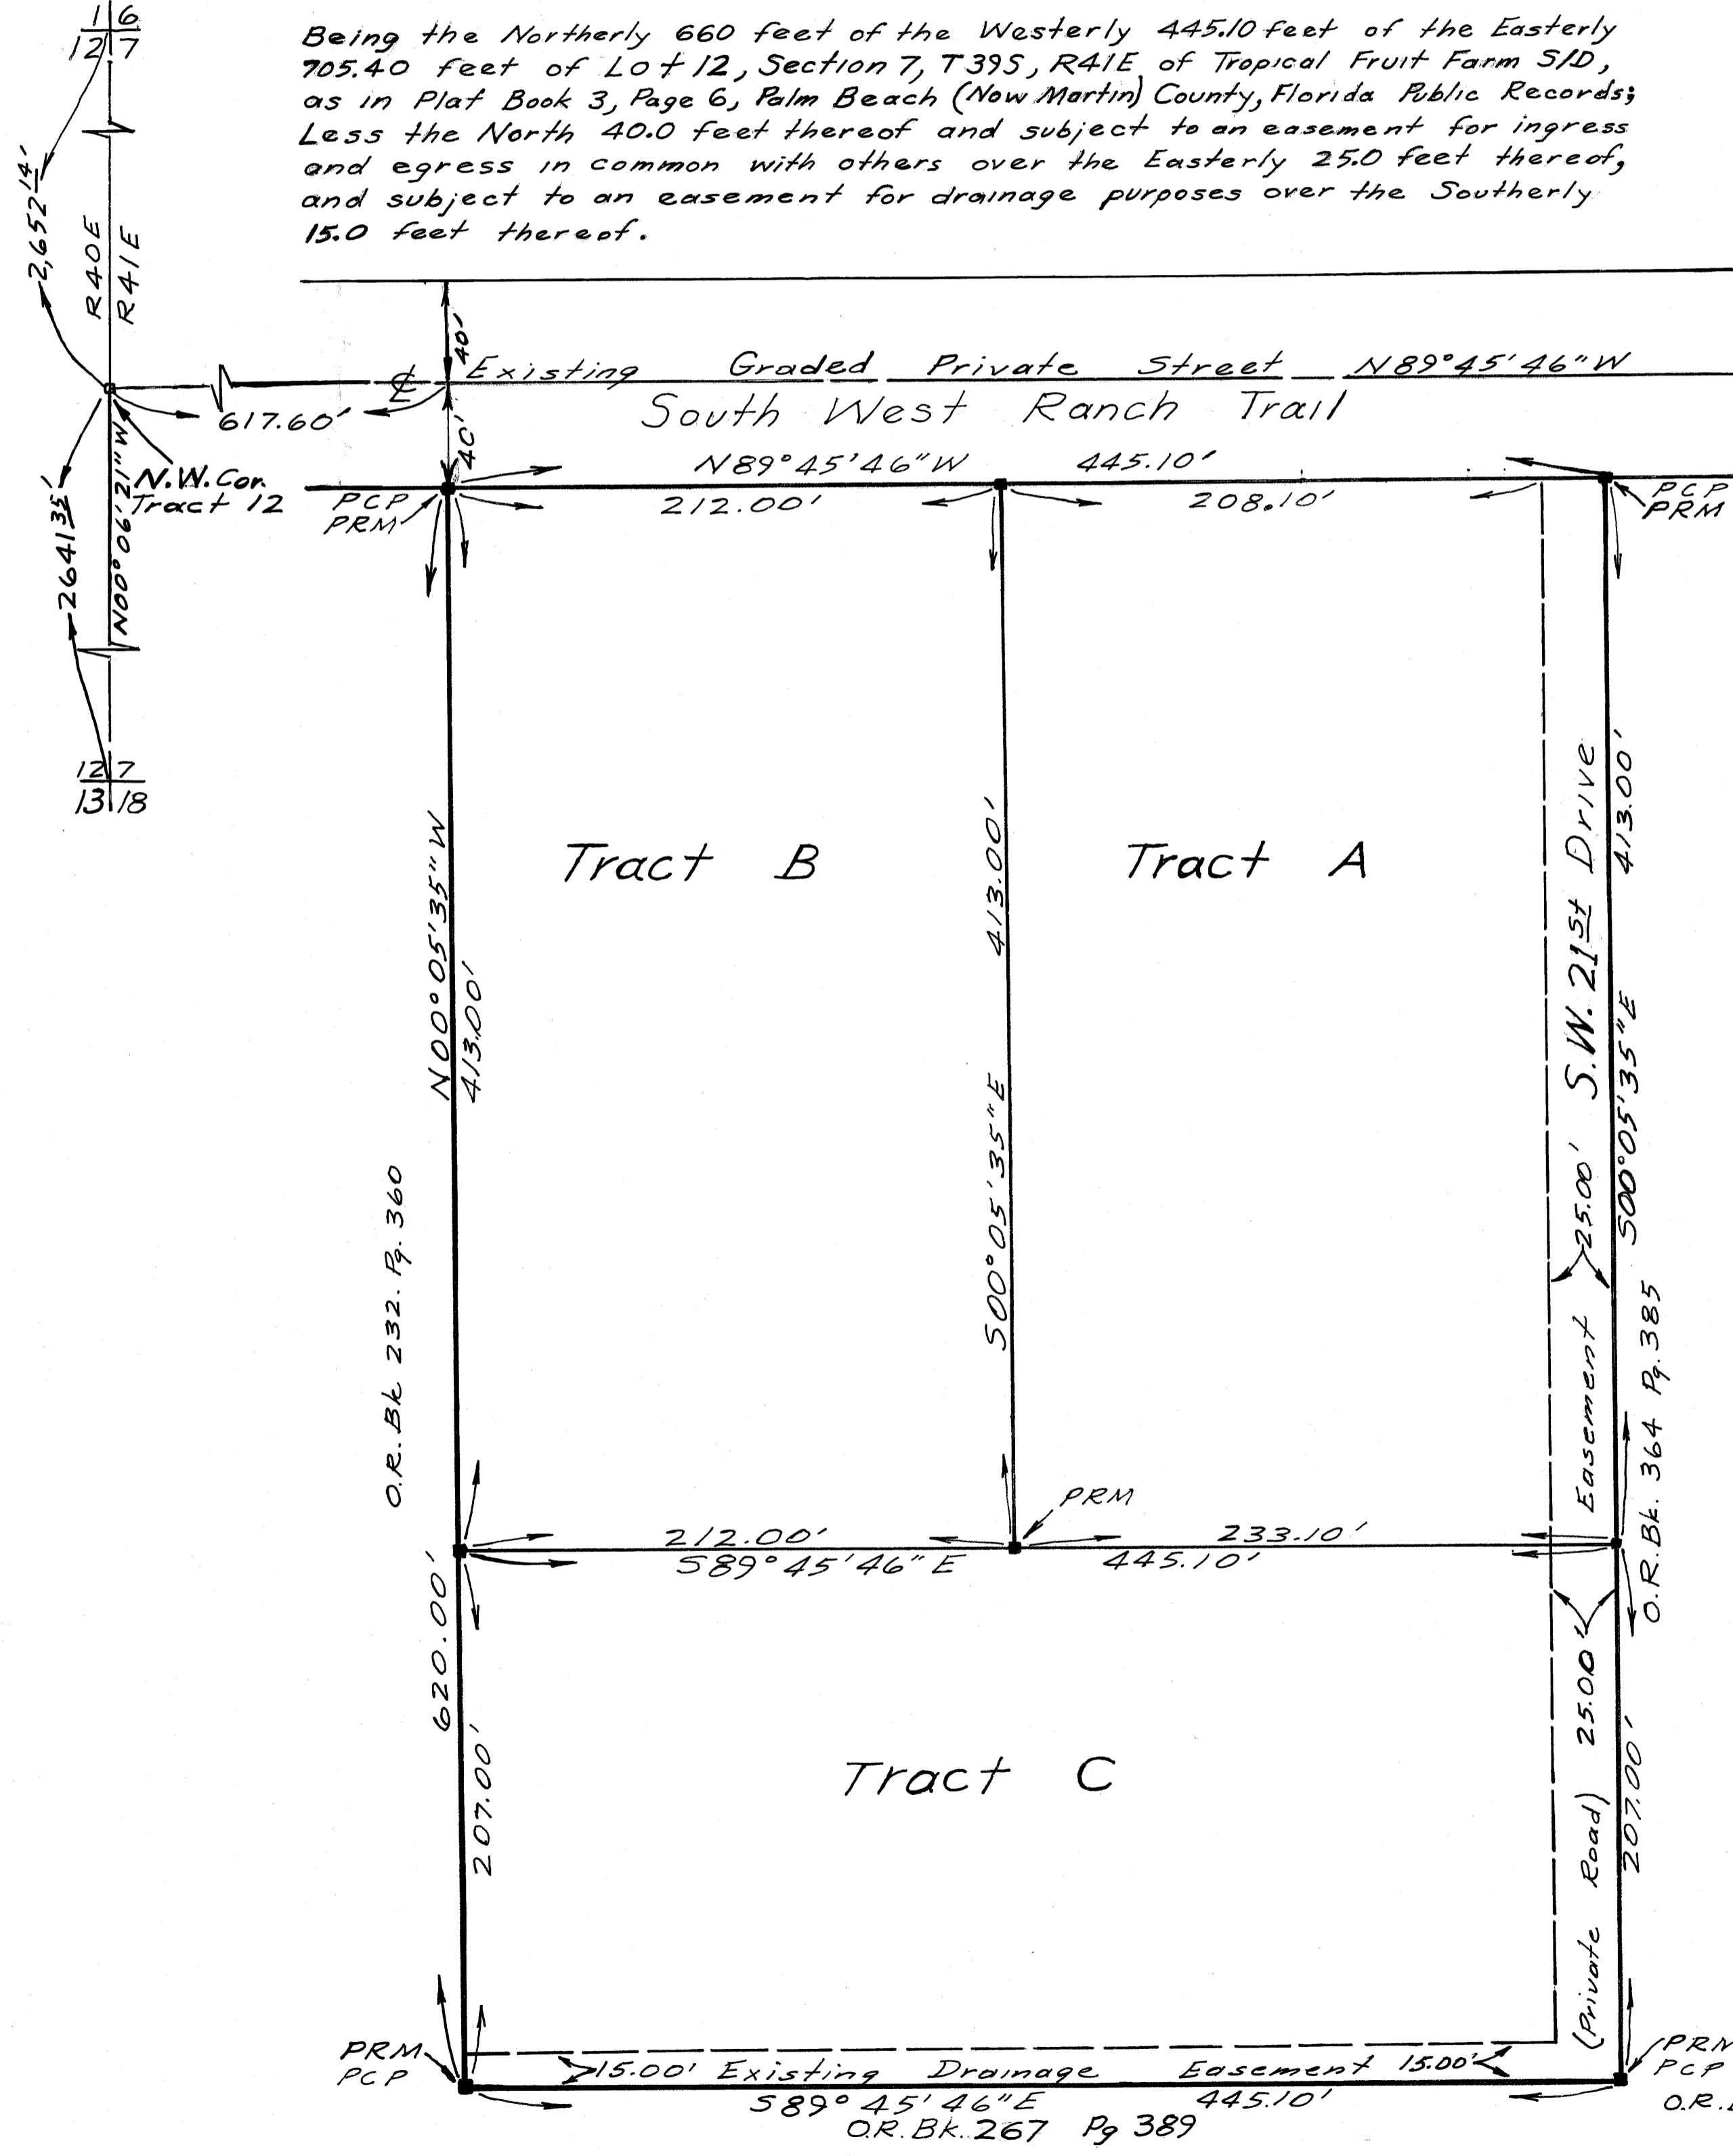 Being the Northerly 660 feet of the Westerly 445.10 feet of the Easterly
705.40 feet of Lot 12, Section 7, T39S, R41E of Tropical Fruit Farm S/D,
as in Plat Book 3, Page 6, Palm Beach (Now Martin) County, Florida Public Records;
Less the North 40.0 feet thereof and subject to an easement for ingress
and egress in common with others over the Easterly 25.0 feet thereof,
and subject to an easement for drainage purposes over the Southerly
15.0 feet thereof.
1 6
12 7
2,652.14'
R40E
R41E
40'
Existing Graded Private Street N89°45'46"W
South West Ranch Trail
617.60'
40'
N.W. Cor.
Tract 12
2641.35'
N00°06'21"W
12 7
13 18
N89°45'46"W 445.10'
PCP
PRM
212.00'
208.10'
PCP
PRM
Tract B
Tract A
N00°05'35"W
413.00'
413.00'
S00°05'35"E
S.W. 21st Drive
25.00'
Easement
413.00'
S00°05'35"E
O.R. Bk 232. Pg. 360
O.R. Bk. 364 Pg. 385
PRM
212.00'
233.10'
S89°45'46"E
445.10'
620.00'
207.00'
Tract C
25.00'
(Private Road)
207.00'
PRM
PCP
15.00' Existing Drainage Easement 15.00'
S89°45'46"E 445.10'
O.R. Bk. 267 Pg 389
PRM
PCP
O.R.